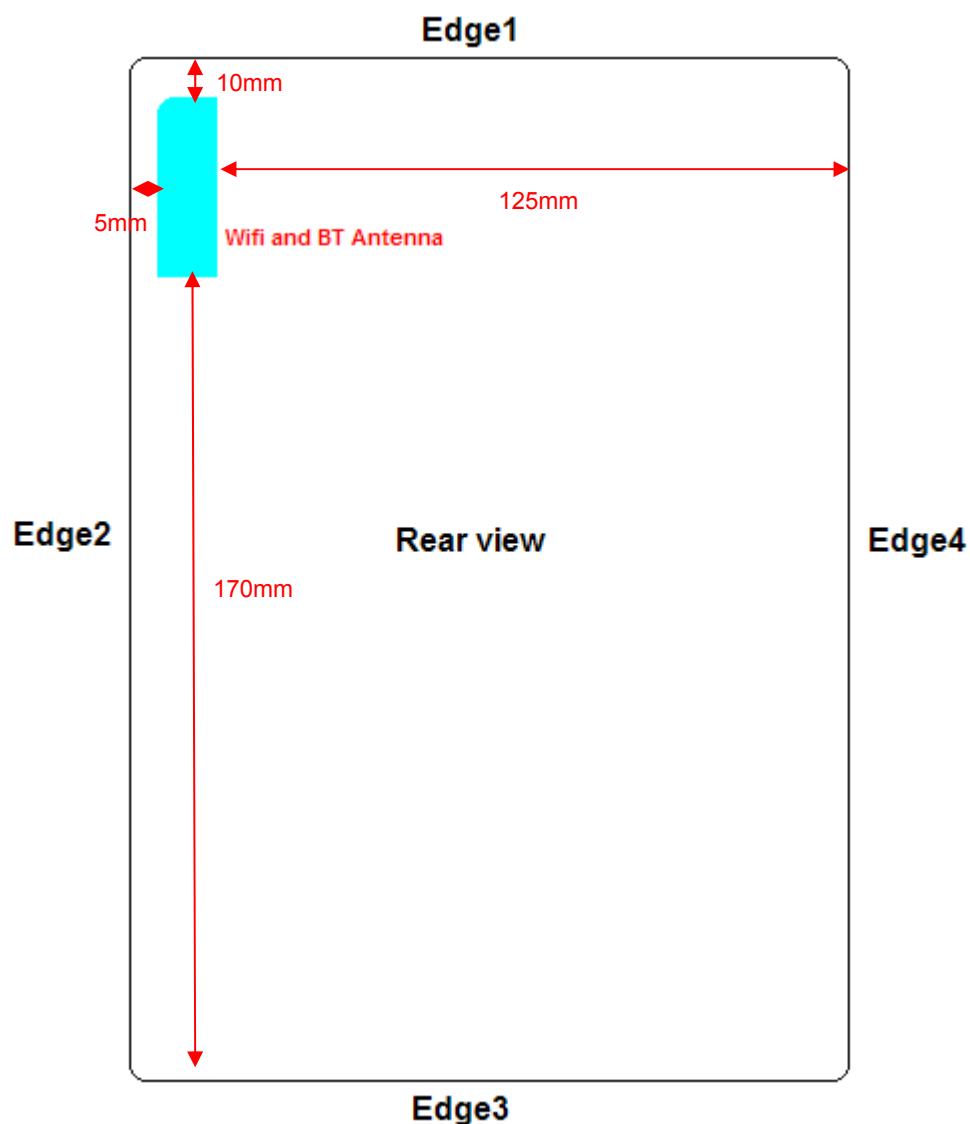 Edge1
10mm
125mm
5mm
Wifi and BT Antenna
Edge2
Rear view
Edge4
170mm
Edge3